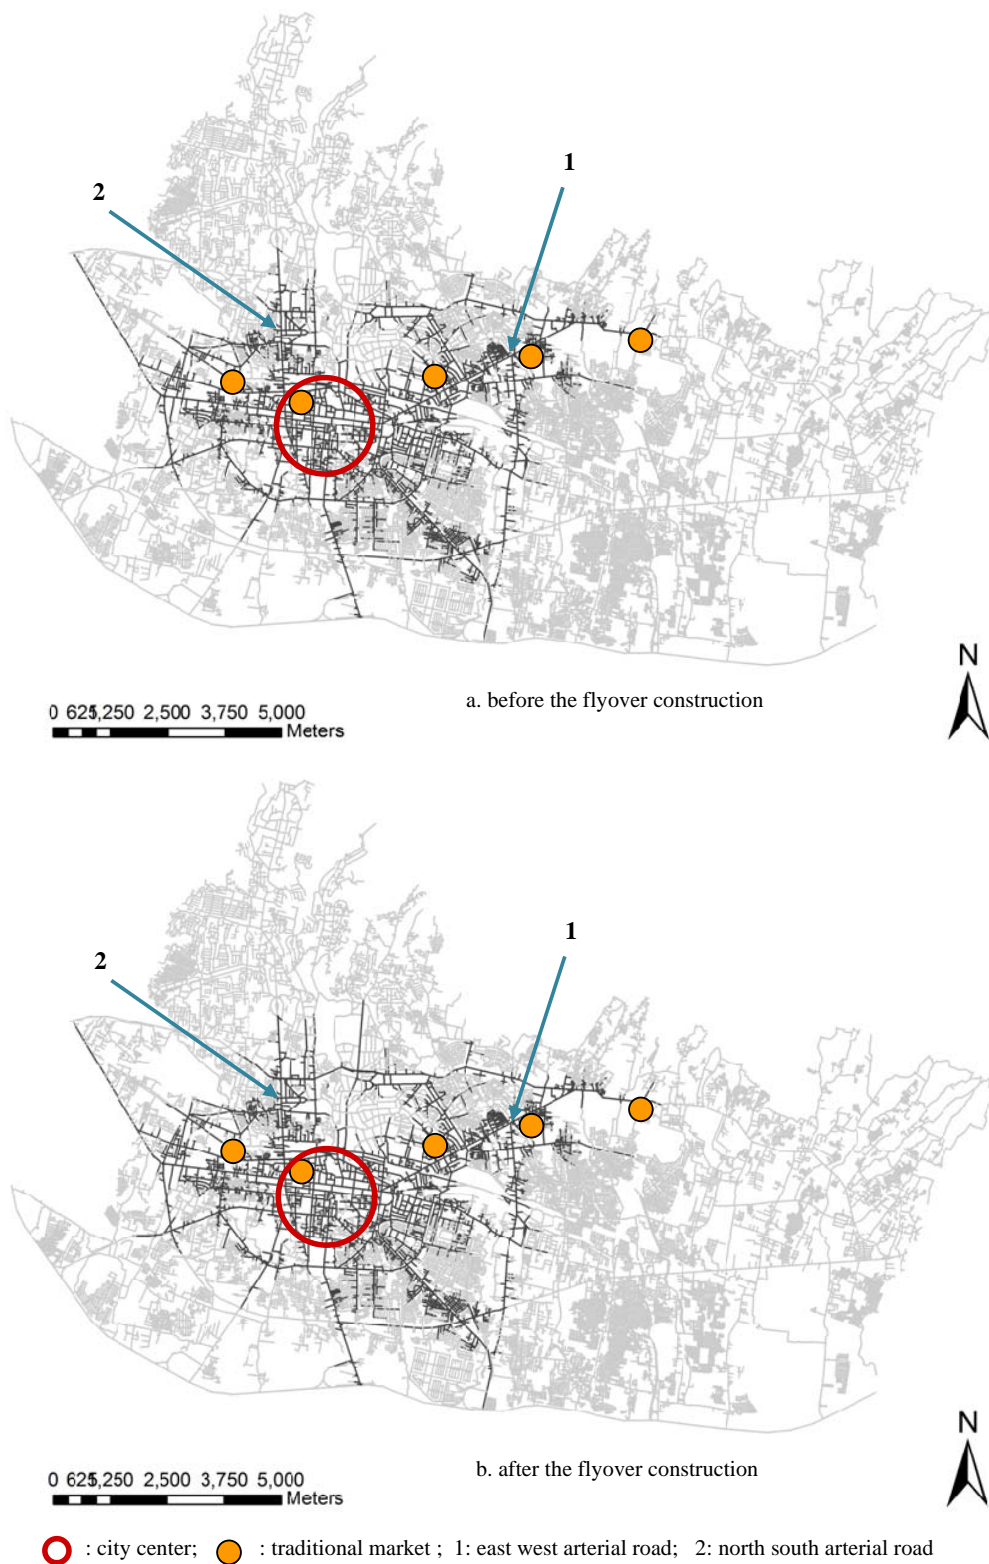 1
2
N
a. before the flyover construction
0 625 1,250 2,500 3,750 5,000
Meters
1
2
N
b. after the flyover construction
0 625 1,250 2,500 3,750 5,000
Meters
: city center; : traditional market ; 1: east west arterial road; 2: north south arterial road